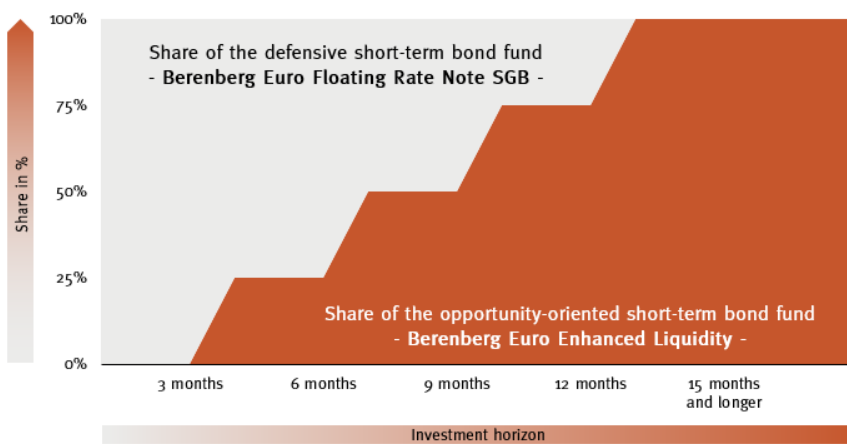 100%
Share of the defensive short-term bond fund
- Berenberg Euro Floating Rate Note SGB -
75%
Share in %
50%
25%
Share of the opportunity-oriented short-term bond fund
- Berenberg Euro Enhanced Liquidity -
0%
3 months
6 months
9 months
12 months
15 months
and longer
Investment horizon